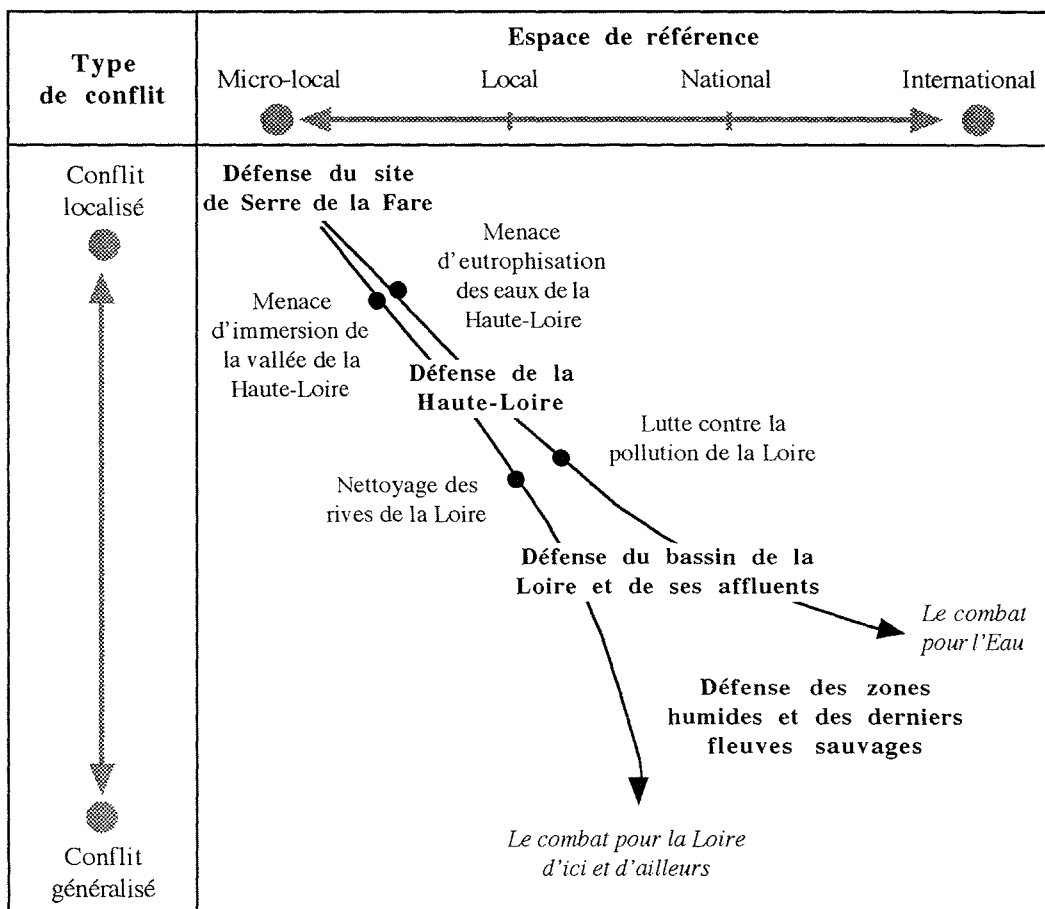 Type
de conflit
Espace de référence
Micro-local
Local
National
International
Conflit
localisé
Défense du site
de Serre de la Fare
Menace
d'eutrophisation
des eaux de la
Haute-Loire
Menace
d'immersion de
la vallée de la
Haute-Loire
Défense de la
Haute-Loire
Lutte contre la
pollution de la Loire
Nettoyage des
rives de la Loire
Défense du bassin de la
Loire et de ses affluents
Le combat
pour l'Eau
Défense des zones
humides et des derniers
fleuves sauvages
Le combat pour la Loire
d'ici et d'ailleurs
Conflit
généralisé